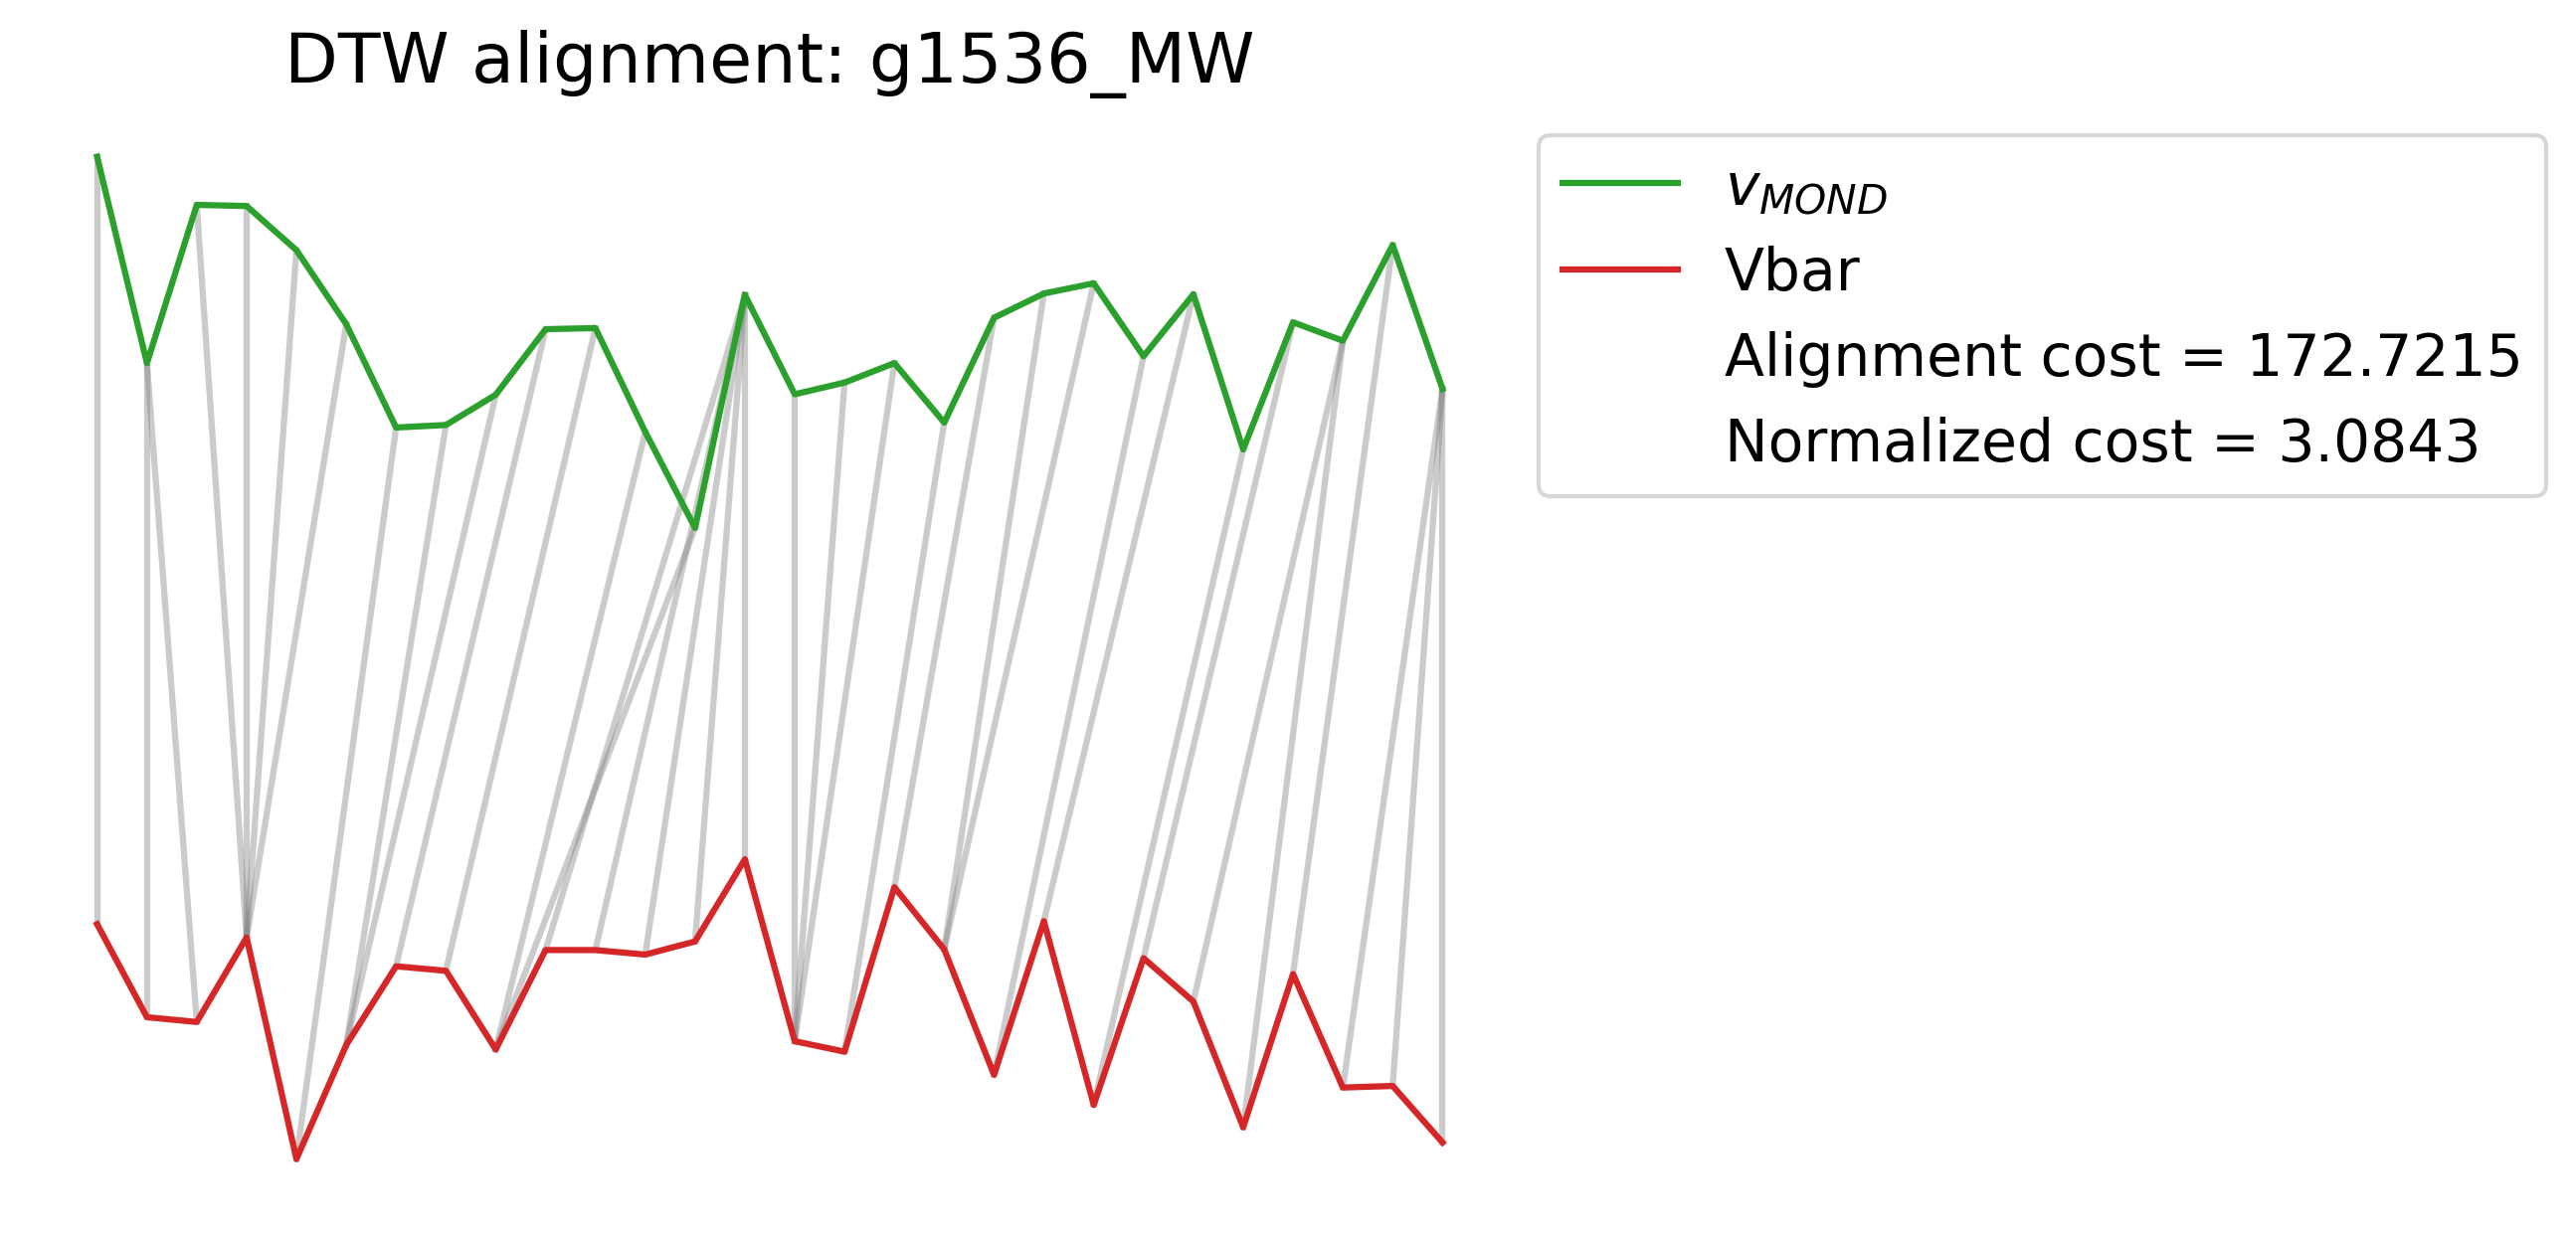 DTW alignment: g1536_MW
v_MOND
Vbar
Alignment cost = 172.7215
Normalized cost = 3.0843